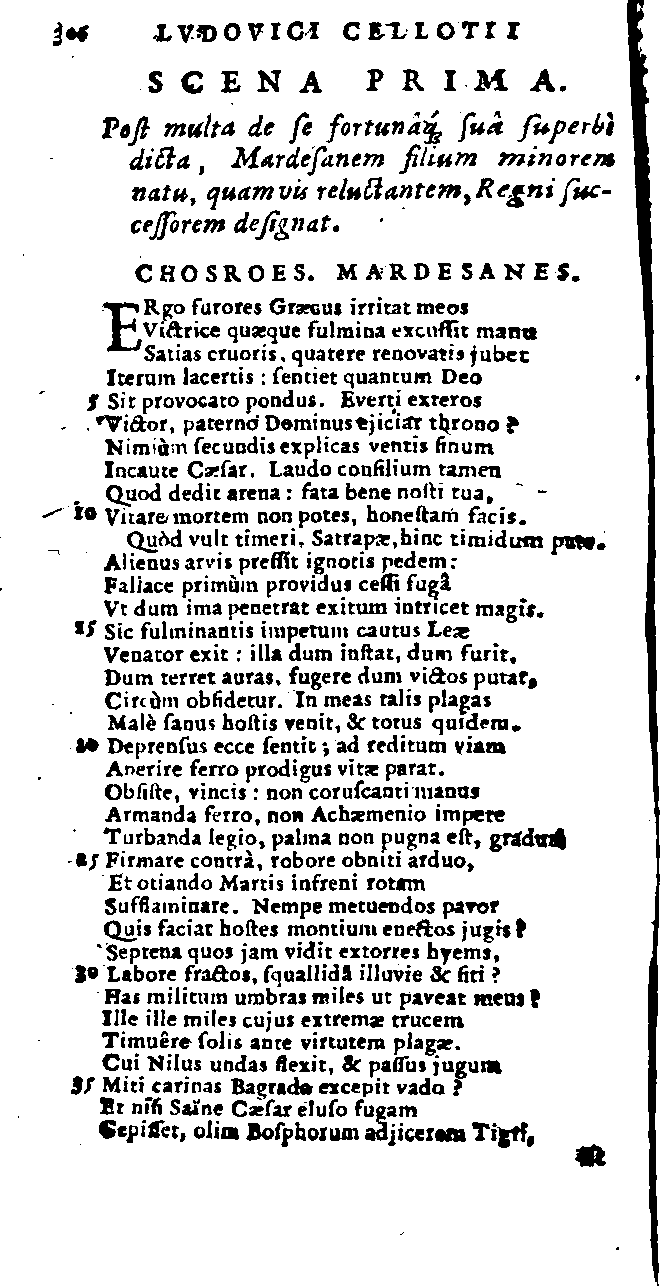 306 LVDOVICI CELLOTII
SCENA PRIMA.
Post multa de se fortunâq́; suâ superbè
dicta, Mardesanem filium minorem
natu, quamvis reluctantem, Regni suc-
cessorem designat.
CHOSROES. MARDESANES.
ERgo furores Græcus irritat meos
Victrice quæque fulmina excussit manu
Satias cruoris, quatere renovatis jubet
Iterum lacertis : sentiet quantum Deo
5 Sit provocato pondus. Everti exteros
Victor, paterno Dominus ejiciar throno ?
Nimiùm secundis explicas ventis sinum
Incaute Cæsar. Laudo consilium tamen
Quod dedit arena : fata bene nosti tua,
10 Vitare mortem non potes, honestam facis.
Quòd vult timeri, Satrapæ, hinc timidum puto.
Alienus arvis pressit ignotis pedem :
Fallace primùm providus cessi fugâ
Vt dum ima penetrat exitum intricet magis.
15 Sic fulminantis impetum cautus Leæ
Venator exit : illa dum instat, dum furit,
Dum terret auras, fugere dum victos putat,
Circùm obsidetur. In meas talis plagas
Malè sanus hostis venit, & totus quidem.
20 Deprensus ecce sentit ; ad reditum viam
Aperire ferro prodigus vitæ parat.
Obsiste, vincis : non coruscanti manus
Armanda ferro, non Achæmenio impete
Turbanda legio, palma non pugna est, gradum
25 Firmare contrà, robore obniti arduo,
Et otiando Martis infreni rotam
Sufflaminare. Nempe metuendos pavor
Quis faciat hostes montium enectos jugis ?
Septena quos jam vidit extorres hyems,
30 Labore fractos, squallidâ illuvie & siti ?
Has militum umbras miles ut paveat meus ?
Ille ille miles cujus extremæ trucem
Timuêre solis ante virtutem plagæ.
Cui Nilus undas flexit, & passus jugum
35 Miti carinas Bagrada excepit vado ?
Et nisi Saïne Cæsar eluso fugam
Cepisset, olim Bosphorum adjicerem Tigri,